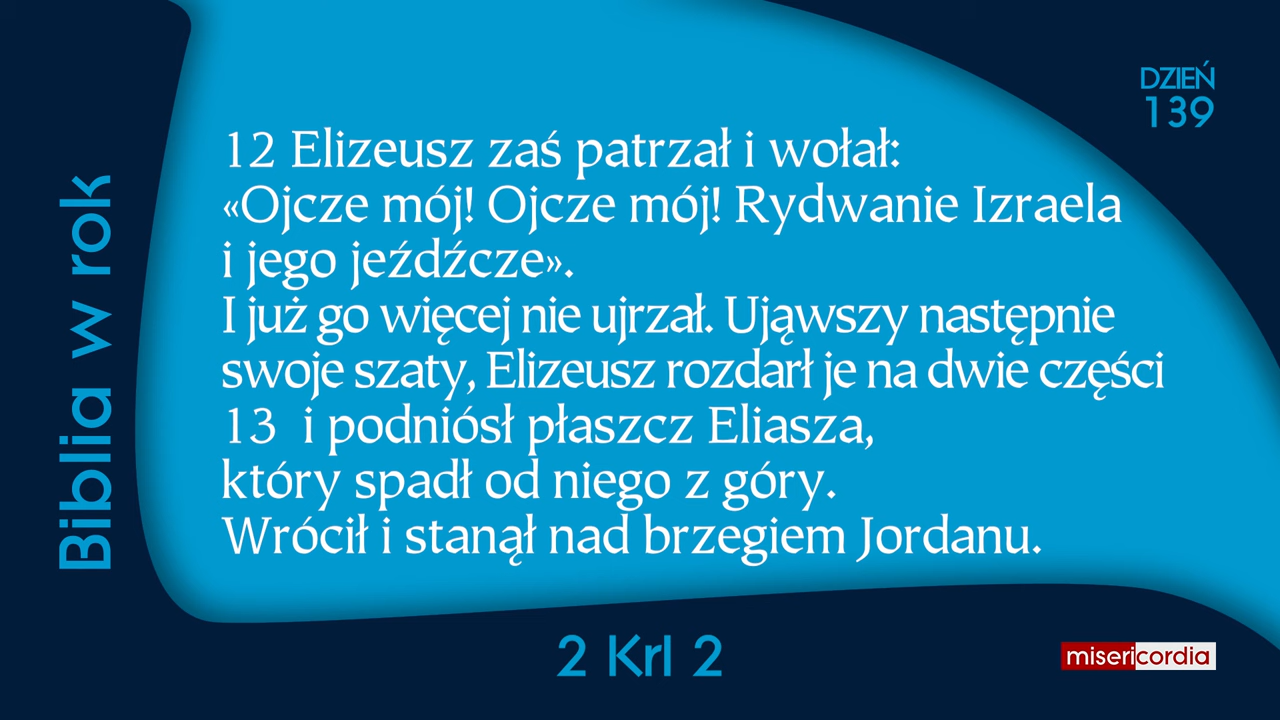 DZIEŃ
139
Biblia w rok
12 Elizeusz zaś patrzał i wołał:
«Ojcze mój! Ojcze mój! Rydwanie Izraela
i jego jeźdźcze».
I już go więcej nie ujrzał. Ująwszy następnie
swoje szaty, Elizeusz rozdarł je na dwie części
13 i podniósł płaszcz Eliasza,
który spadł od niego z góry.
Wrócił i stanął nad brzegiem Jordanu.
2 Krl 2
misericordia